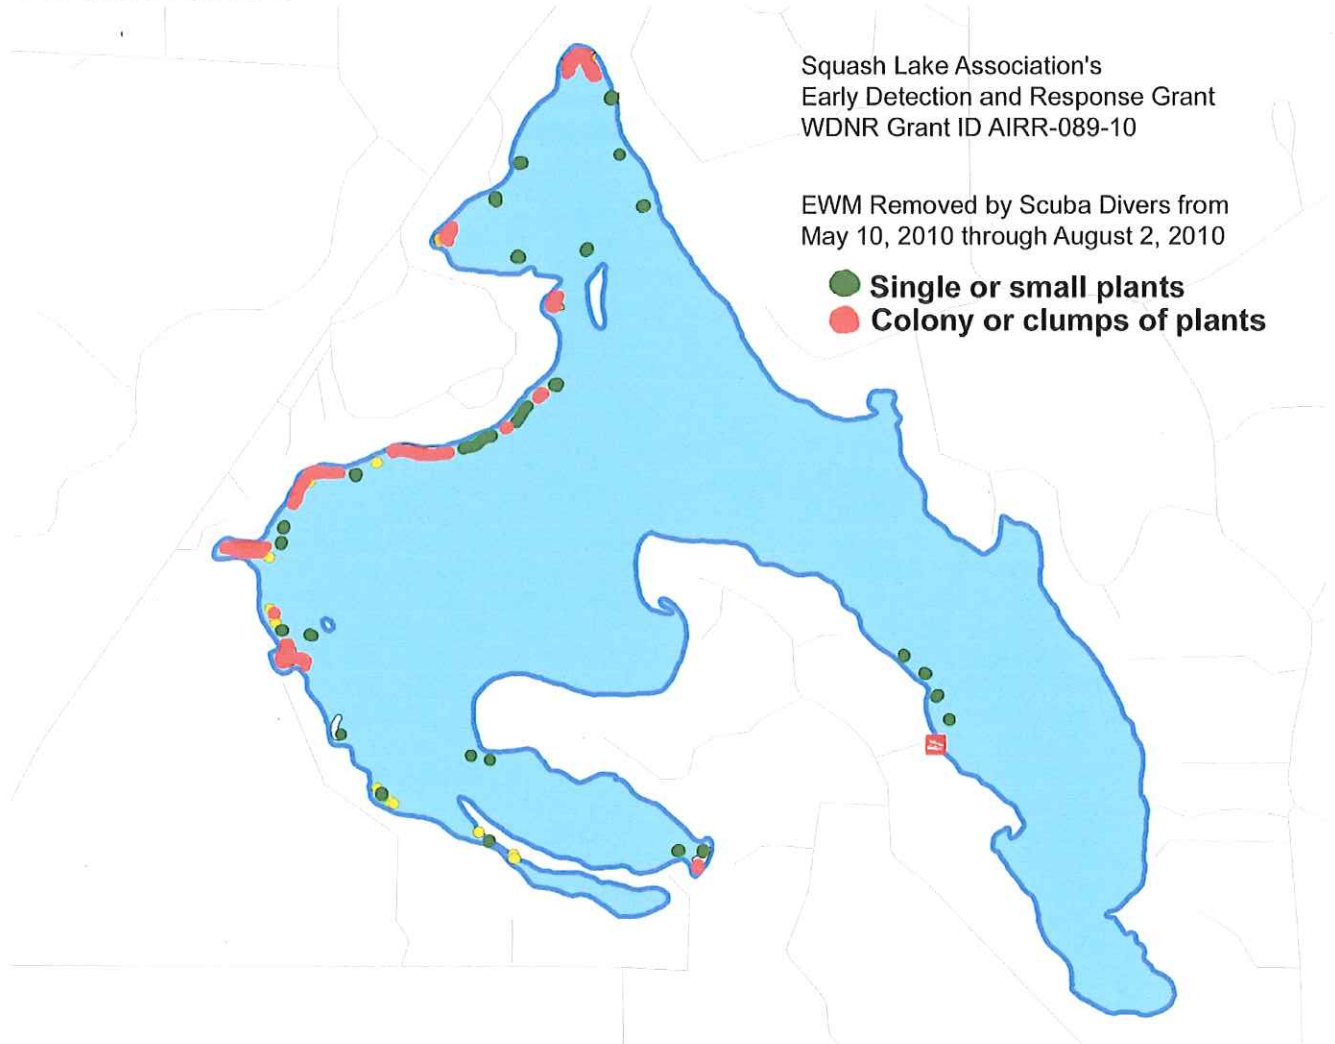 Squash Lake Association's
Early Detection and Response Grant
WDNR Grant ID AIRR-089-10
EWM Removed by Scuba Divers from
May 10, 2010 through August 2, 2010
Single or small plants
Colony or clumps of plants